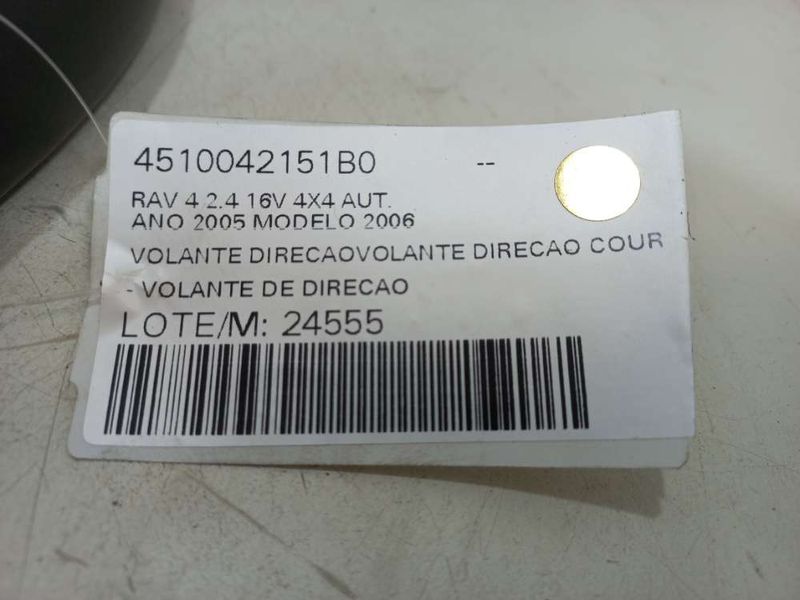 4510042151B0 --
RAV 4 2.4 16V 4X4 AUT.
ANO 2005 MODELO 2006
VOLANTE DIRECAOVOLANTE DIRECAO COUR
- VOLANTE DE DIRECAO
LOTE/M: 24555